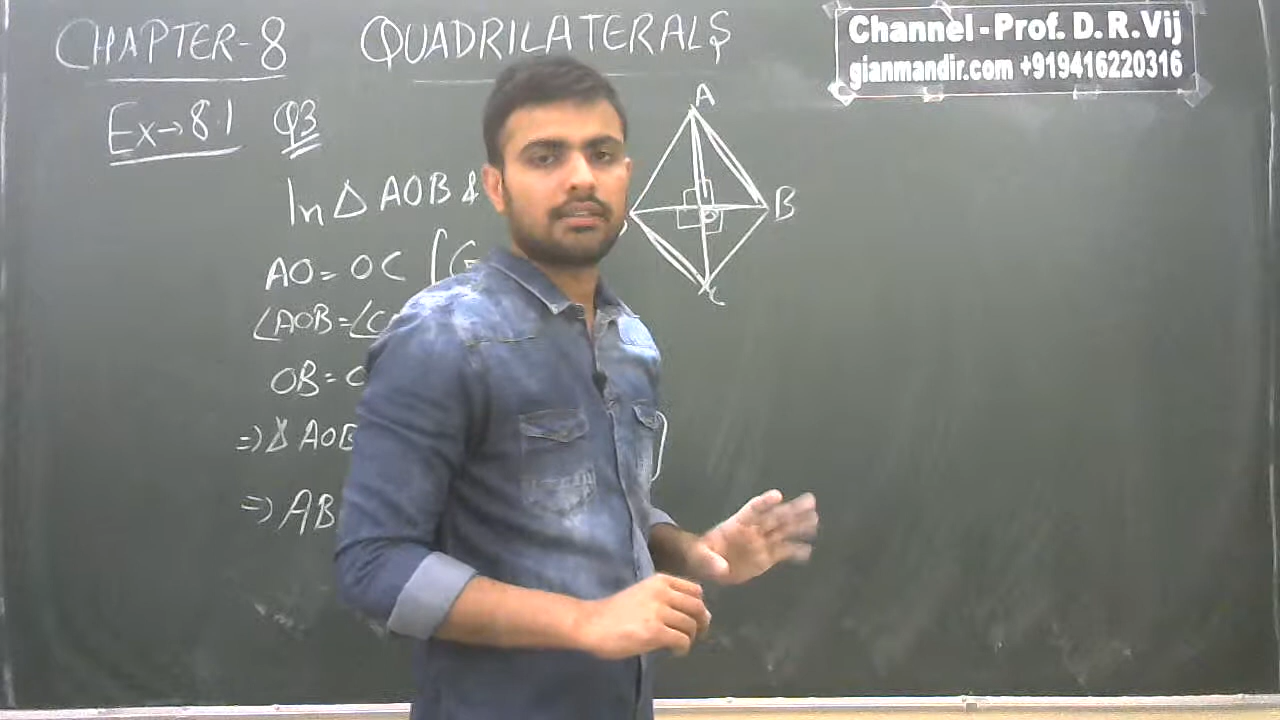 CHAPTER-8 QUADRILATERALS
Channel - Prof. D. R. Vij
gianmandir.com +919416220316
Ex→8.1 Q3
A
In Δ AOB &
B
AO = OC [G
∠AOB = ∠C
C
OB =
⇒ Δ AOB
⇒ AB